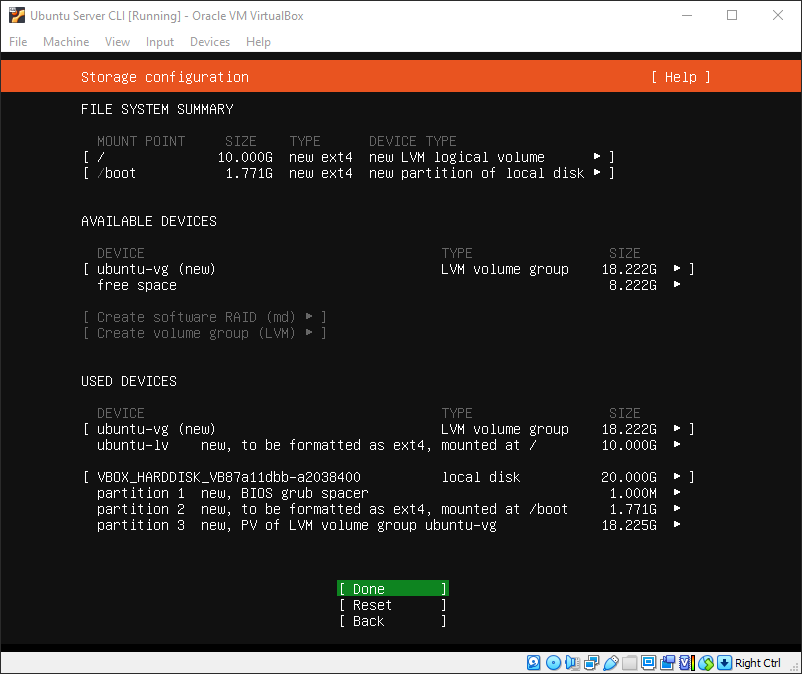 Ubuntu Server CLI [Running] - Oracle VM VirtualBox
File Machine View Input Devices Help
Storage configuration [ Help ]
FILE SYSTEM SUMMARY
MOUNT POINT SIZE TYPE DEVICE TYPE
[ / 10.000G new ext4 new LVM logical volume ▸ ]
[ /boot 1.771G new ext4 new partition of local disk ▸ ]
AVAILABLE DEVICES
DEVICE TYPE SIZE
[ ubuntu-vg (new) LVM volume group 18.222G ▸ ]
free space 8.222G ▸
[ Create software RAID (md) ▸ ]
[ Create volume group (LVM) ▸ ]
USED DEVICES
DEVICE TYPE SIZE
[ ubuntu-vg (new) LVM volume group 18.222G ▸ ]
ubuntu-lv new, to be formatted as ext4, mounted at / 10.000G ▸
[ VBOX_HARDDISK_VB87a11dbb-a2038400 local disk 20.000G ▸ ]
partition 1 new, BIOS grub spacer 1.000M ▸
partition 2 new, to be formatted as ext4, mounted at /boot 1.771G ▸
partition 3 new, PV of LVM volume group ubuntu-vg 18.225G ▸
[ Done ]
[ Reset ]
[ Back ]
Right Ctrl